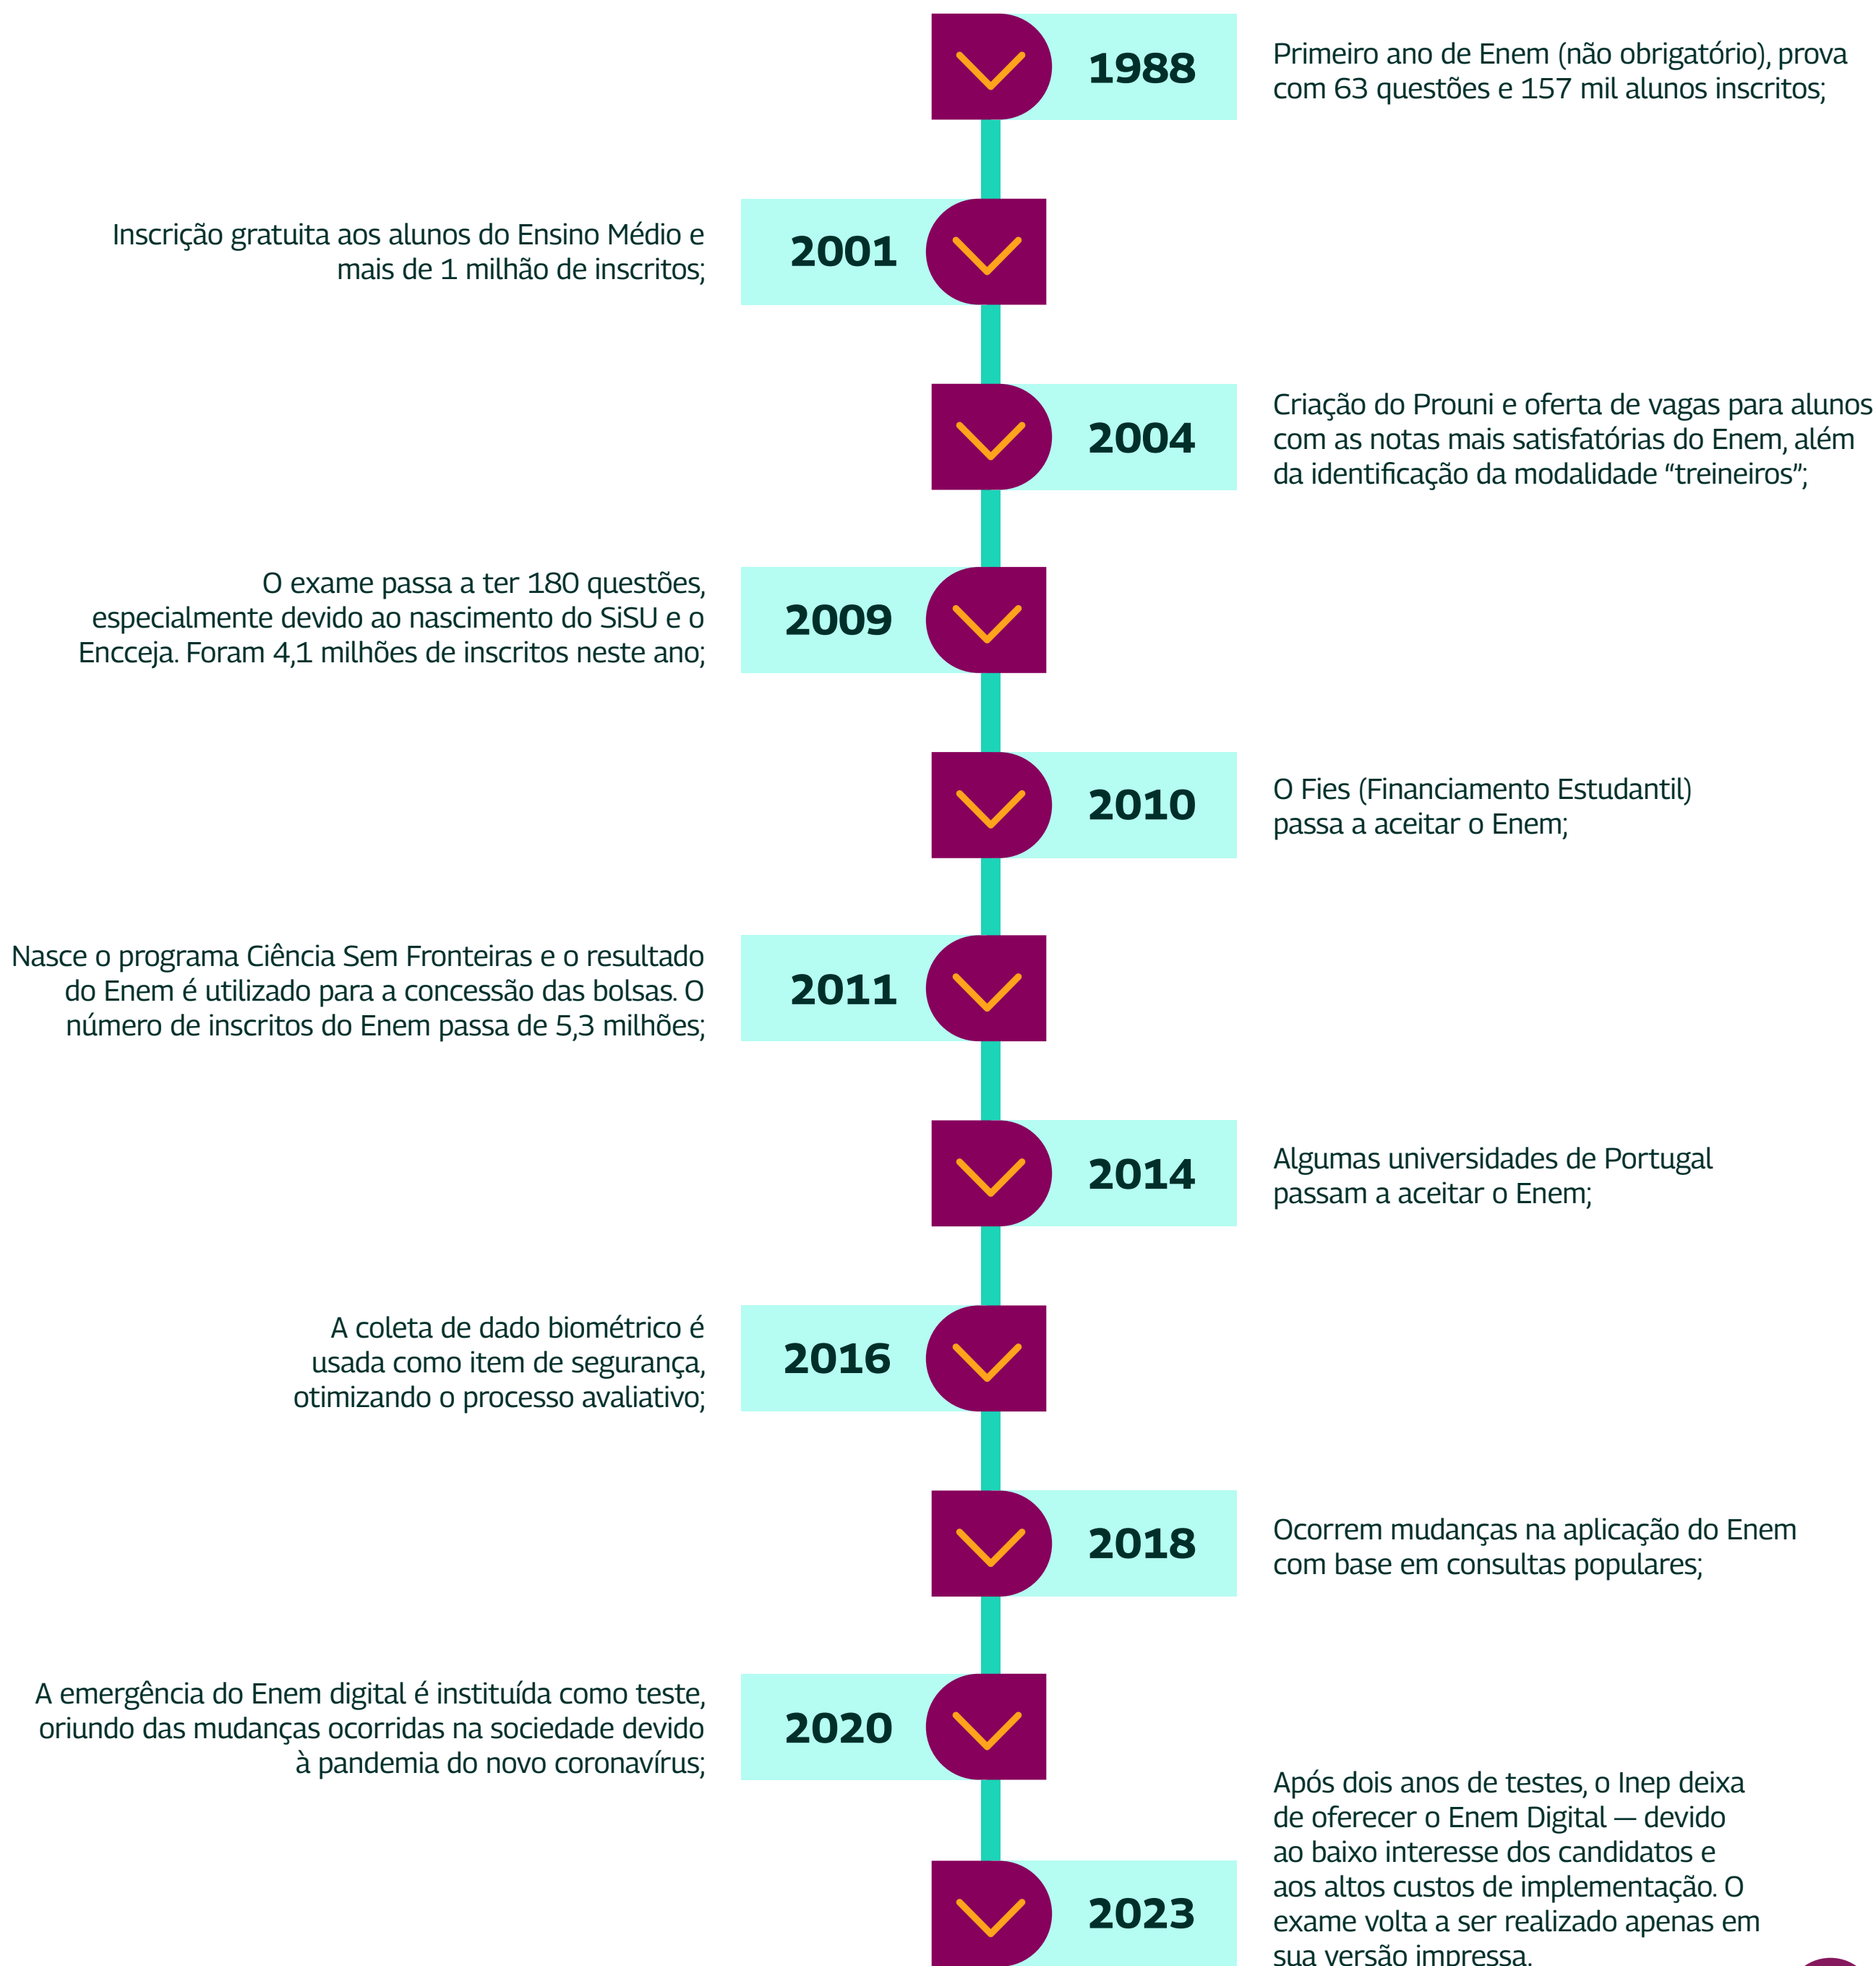 1988
Primeiro ano de Enem (não obrigatório), prova
com 63 questões e 157 mil alunos inscritos;
Inscrição gratuita aos alunos do Ensino Médio e
mais de 1 milhão de inscritos;
2001
2004
Criação do Prouni e oferta de vagas para alunos
com as notas mais satisfatórias do Enem, além
da identificação da modalidade “treineiros”;
O exame passa a ter 180 questões,
especialmente devido ao nascimento do SiSU e o
Encceja. Foram 4,1 milhões de inscritos neste ano;
2009
2010
O Fies (Financiamento Estudantil)
passa a aceitar o Enem;
Nasce o programa Ciência Sem Fronteiras e o resultado
do Enem é utilizado para a concessão das bolsas. O
número de inscritos do Enem passa de 5,3 milhões;
2011
2014
Algumas universidades de Portugal
passam a aceitar o Enem;
A coleta de dado biométrico é
usada como item de segurança,
otimizando o processo avaliativo;
2016
2018
Ocorrem mudanças na aplicação do Enem
com base em consultas populares;
A emergência do Enem digital é instituída como teste,
oriundo das mudanças ocorridas na sociedade devido
à pandemia do novo coronavírus;
2020
2023
Após dois anos de testes, o Inep deixa
de oferecer o Enem Digital — devido
ao baixo interesse dos candidatos e
aos altos custos de implementação. O
exame volta a ser realizado apenas em
sua versão impressa.